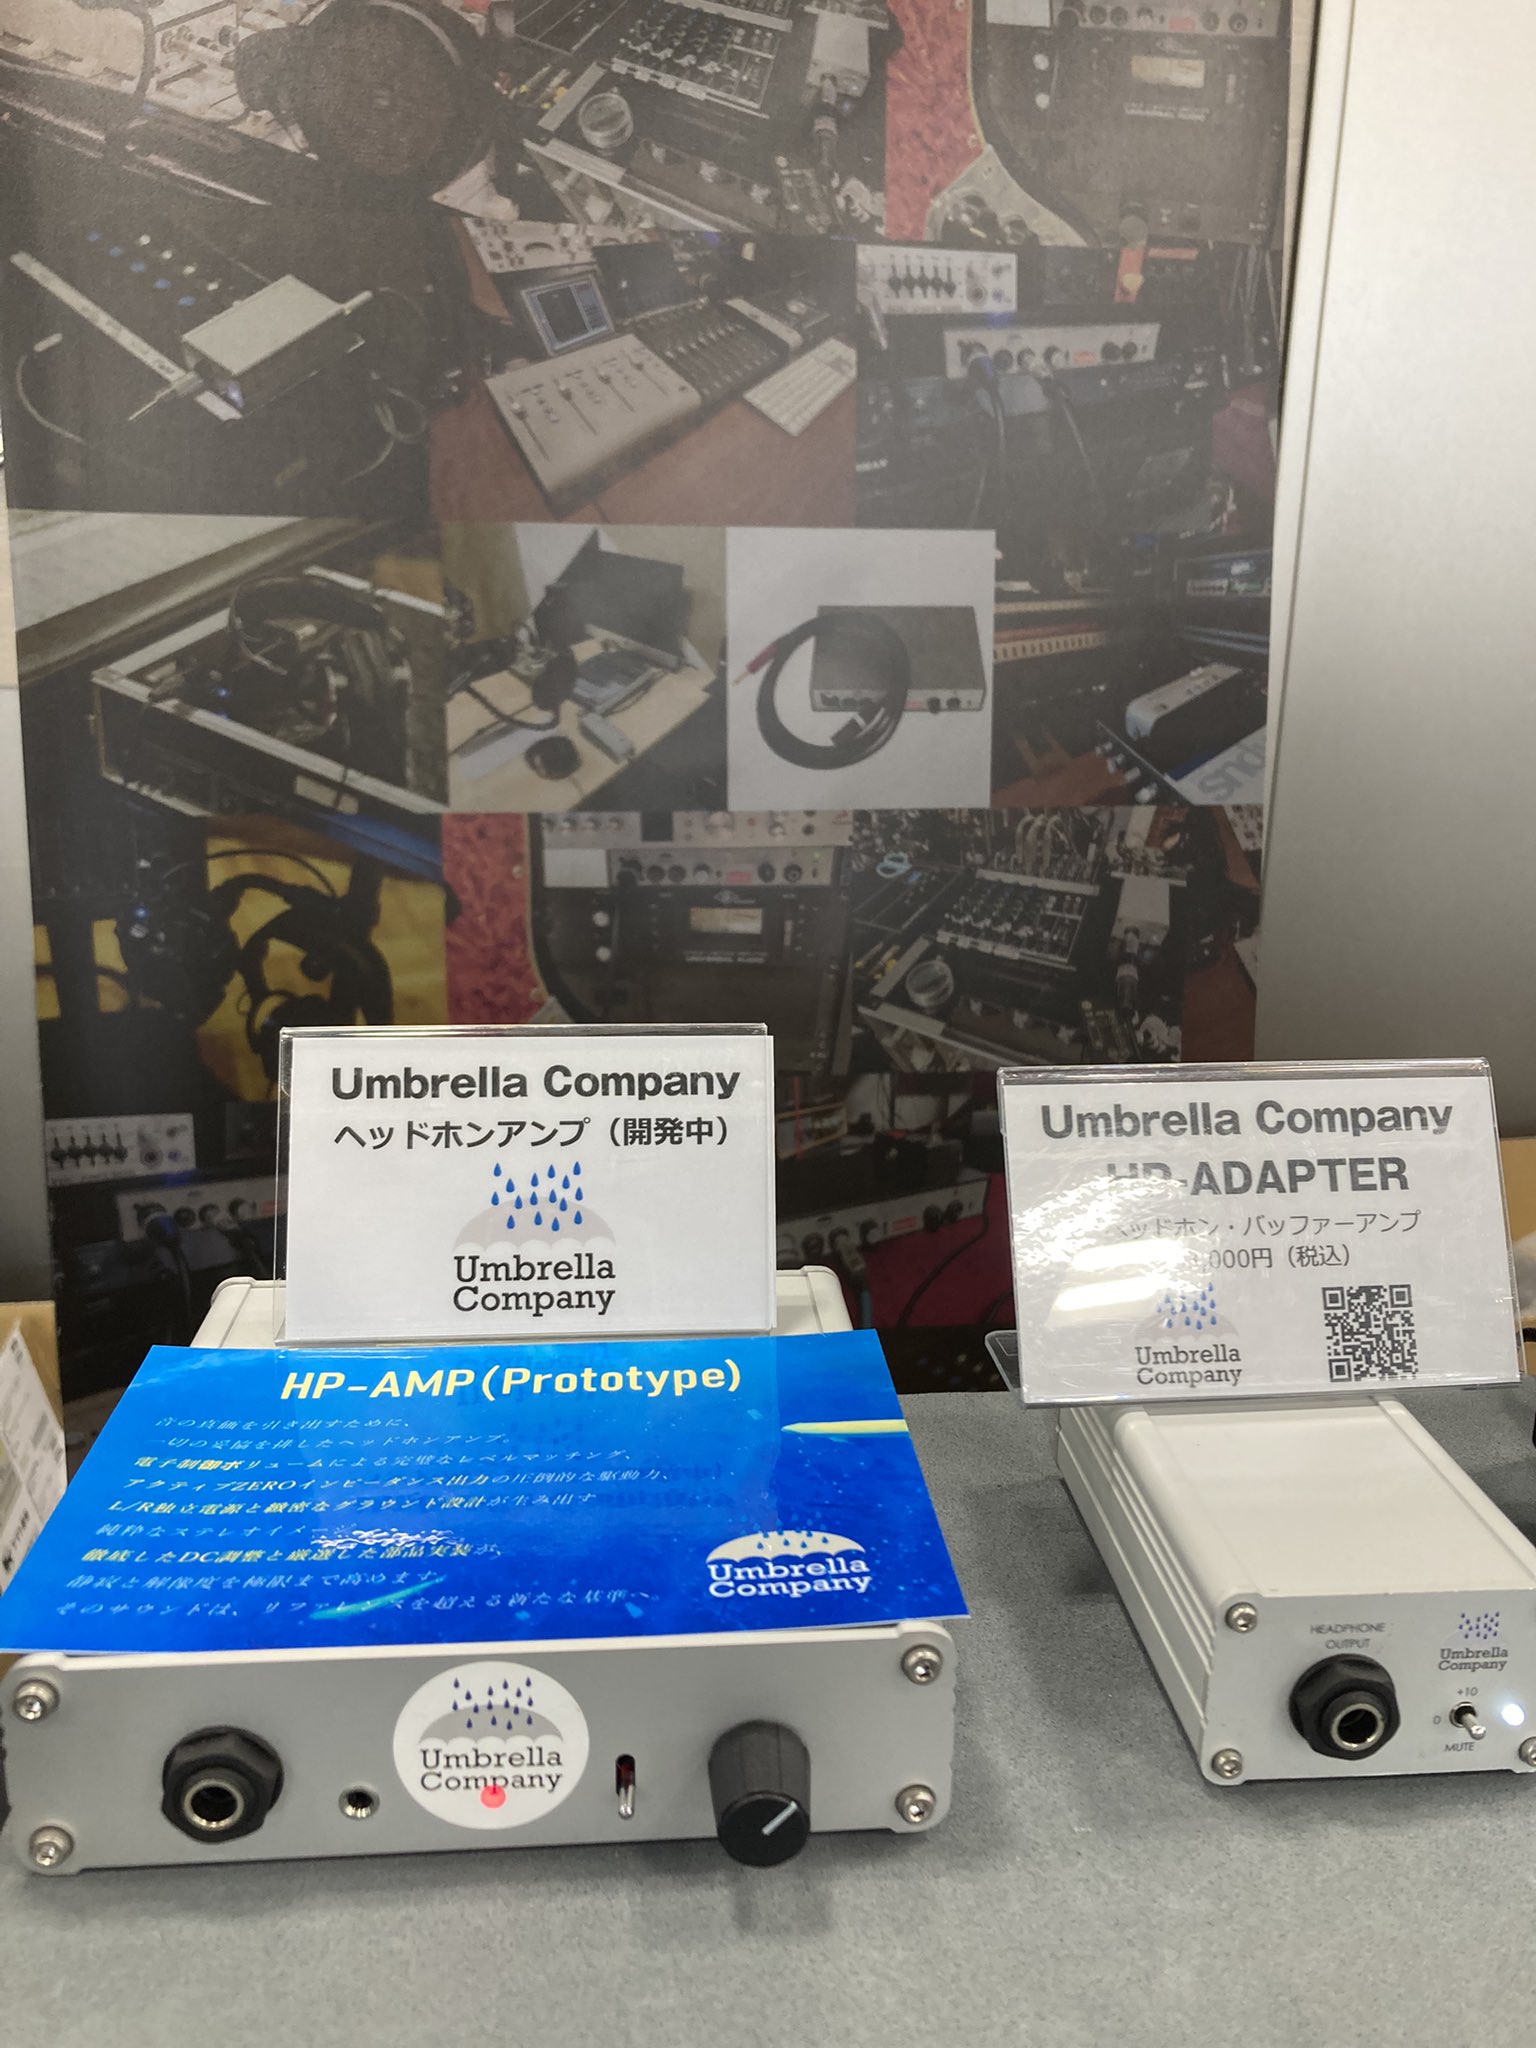 Umbrella Company
ヘッドホンアンプ（開発中）
Umbrella
Company
HP-AMP(Prototype)
音の真価を引き出すために、
一切の妥協を排したヘッドホンアンプ。
電子制御ボリュームによる完璧なレベルマッチング、
アクティブZEROインピーダンス出力の圧倒的な駆動力、
L/R独立電源と緻密なグラウンド設計が生み出す
純粋なステレオイメージ
徹底したDC調整と厳選した部品実装が、
静寂と解像度を極限まで高めます。
そのサウンドは、リファレンスを超える新たな基準へ。
Umbrella
Company
Umbrella
Company
Umbrella Company
HP-ADAPTER
ヘッドホン・バッファーアンプ
,000円（税込）
Umbrella
Company
HEADPHONE
OUTPUT
Umbrella
Company
+10
0
MUTE
UNIVERSAL AUDIO